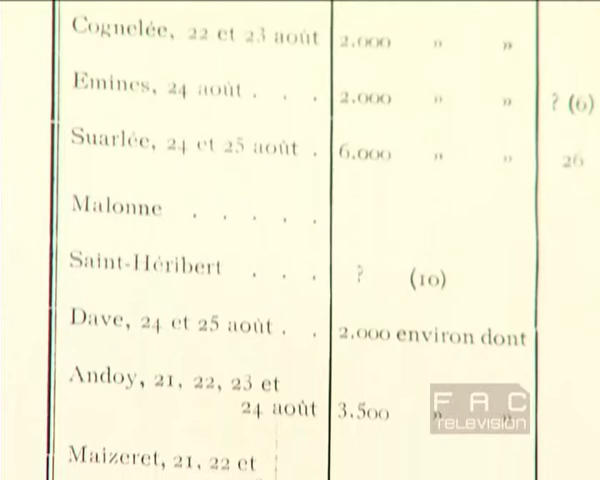 Cognelée, 22 et 23 août 2.000 » »
Emines, 24 août . . . 2.000 » » ? (6)
Suarlée, 24 et 25 août . 6.000 » » 26
Malonne . . . . .
Saint-Héribert . . . ? (10)
Dave, 24 et 25 août . . 2.000 environ dont
Andoy, 21, 22, 23 et
24 août 3.500 » »
FAC
TELEVISIÓN
Maizeret, 21, 22 et